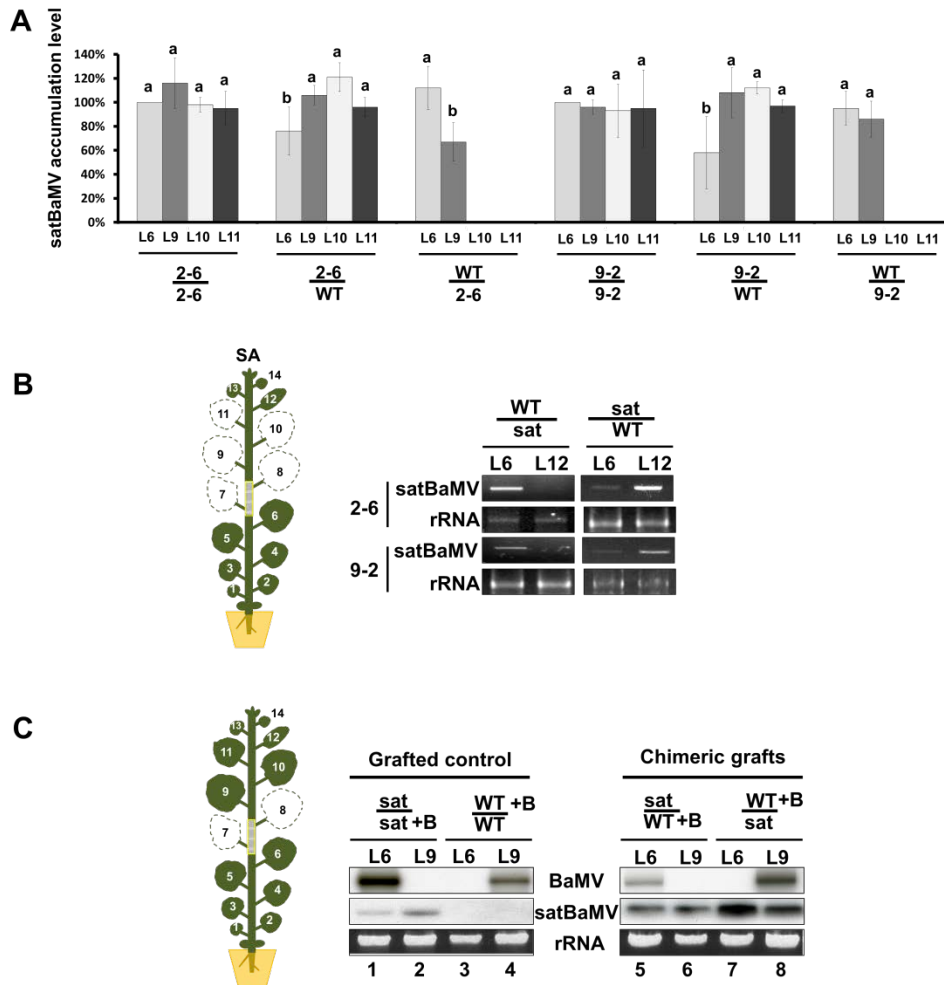 A
satBaMV accumulation level
140%
120%
100%
80%
60%
40%
20%
0%
a a a a b a a a a b a a a a b a a a a a
L6 L9 L10 L11 L6 L9 L10 L11 L6 L9 L10 L11 L6 L9 L10 L11 L6 L9 L10 L11 L6 L9 L10 L11
2-6 2-6 WT 9-2 9-2 WT
2-6 WT 2-6 9-2 WT 9-2
B
SA
14
13
12
11
10
9
8
7
6
5
4
3
2
1
WT sat
sat WT
L6 L12 L6 L12
2-6
satBaMV
rRNA
9-2
satBaMV
rRNA
C
14
13
12
11
10
9
8
7
6
5
4
3
2
1
Grafted control Chimeric grafts
sat WT +B sat WT +B
sat +B WT WT +B sat
L6 L9 L6 L9 L6 L9 L6 L9
BaMV
satBaMV
rRNA
1 2 3 4 5 6 7 8